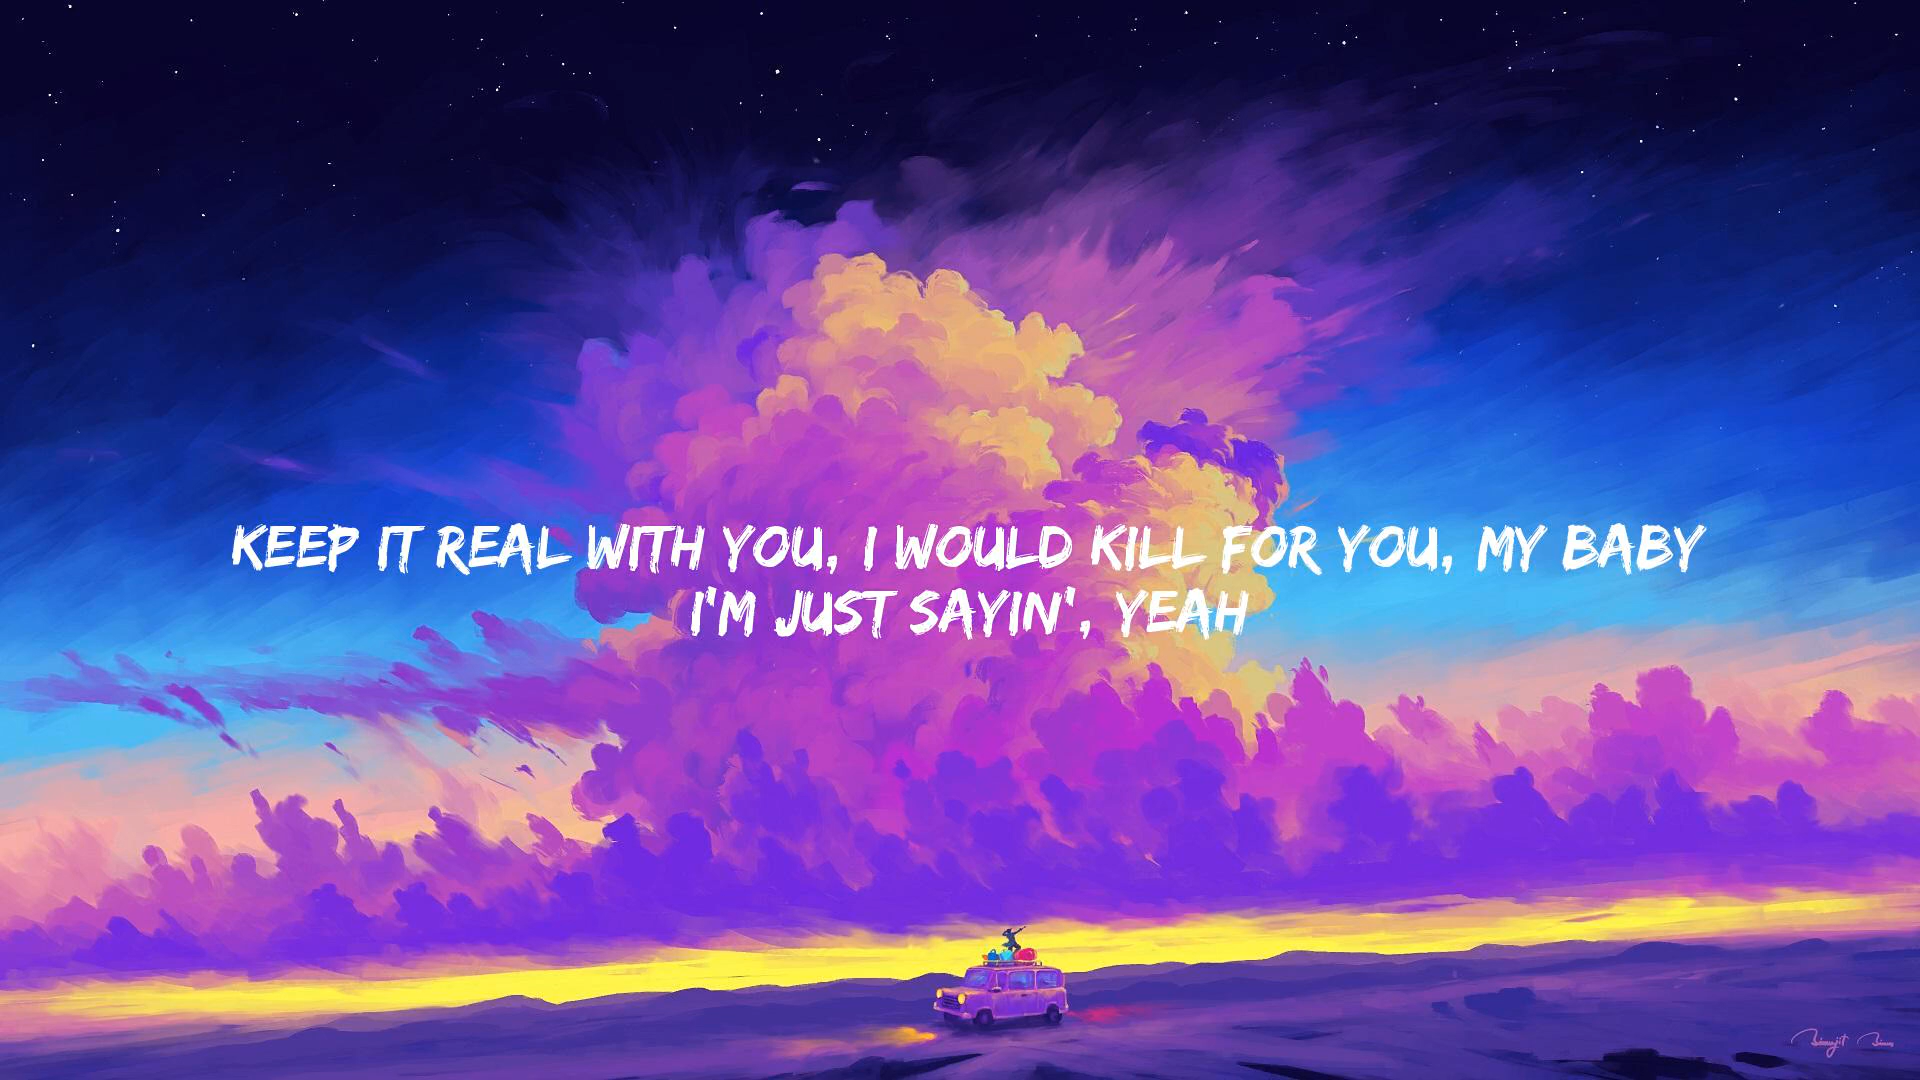 KEEP IT REAL WITH YOU, I WOULD KILL FOR YOU, MY BABY
I'M JUST SAYIN', YEAH